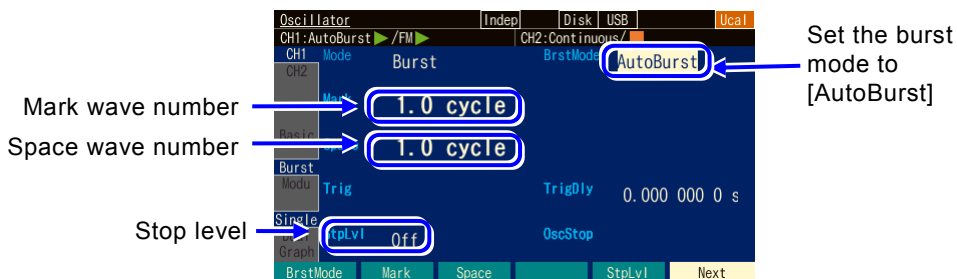 Oscillator Indep Disk USB Ucal
CH1:AutoBurst /FM CH2:Continuous/
CH1 Mode Burst BrstMode AutoBurst
CH2
Set the burst
mode to
[AutoBurst]
Mark wave number Mark 1.0 cycle
Basic
Space wave number 1.0 cycle
Burst
Modu Trig TrigDly 0.000 000 0 s
Single
Stop level StpLvl Off OscStop
Graph
BrstMode Mark Space StpLvl Next